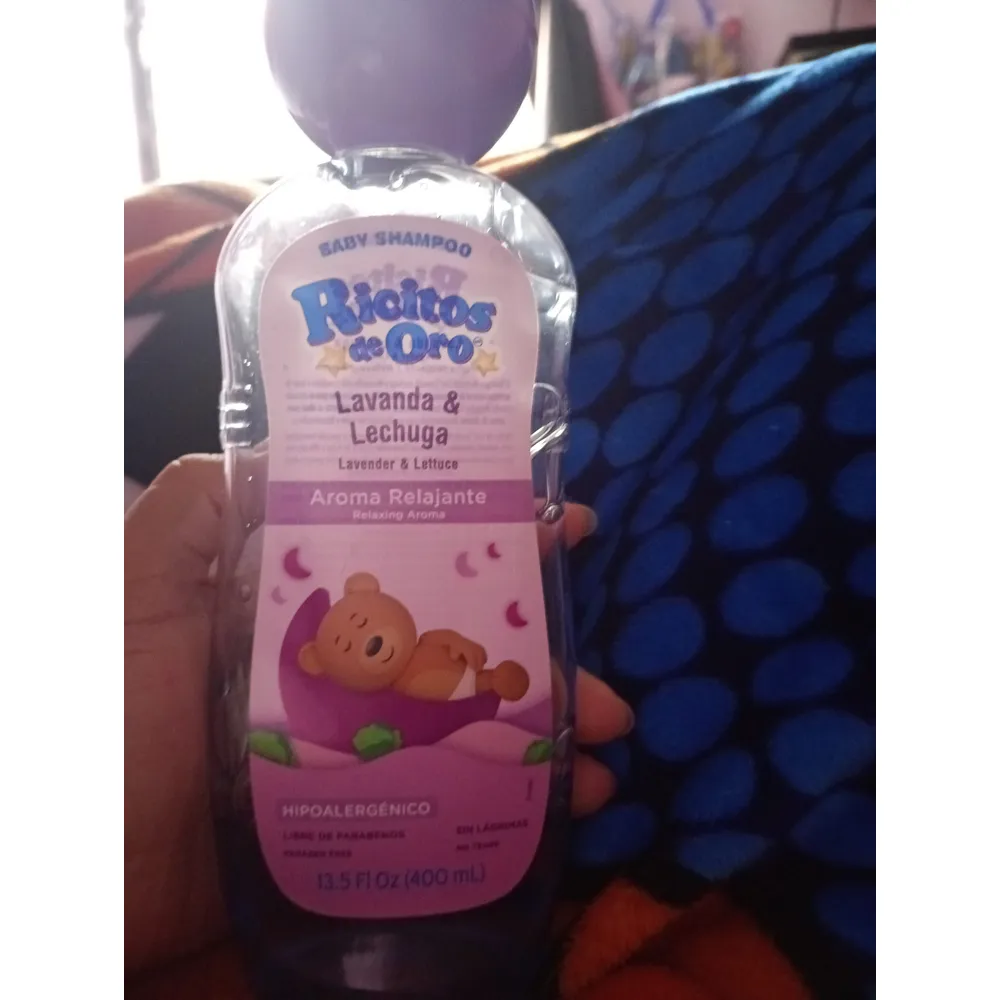 BABY SHAMPOO
Ricitos
de Oro
Lavanda &
Lechuga
Lavender & Lettuce
Aroma Relajante
Relaxing Aroma
HIPOALERGÉNICO
LIBRE DE PARABENOS
SIN LÁGRIMAS
PARABEN FREE
No Tears
13.5 Fl Oz (400 mL)